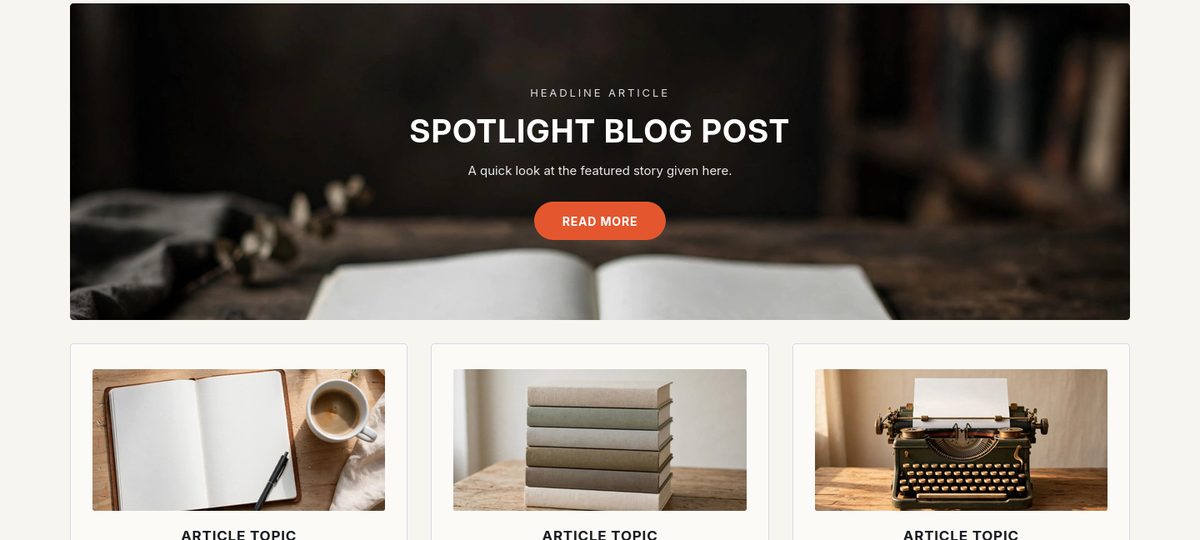 HEADLINE ARTICLE
SPOTLIGHT BLOG POST
A quick look at the featured story given here.
READ MORE
ARTICLE TOPIC
ARTICLE TOPIC
ARTICLE TOPIC